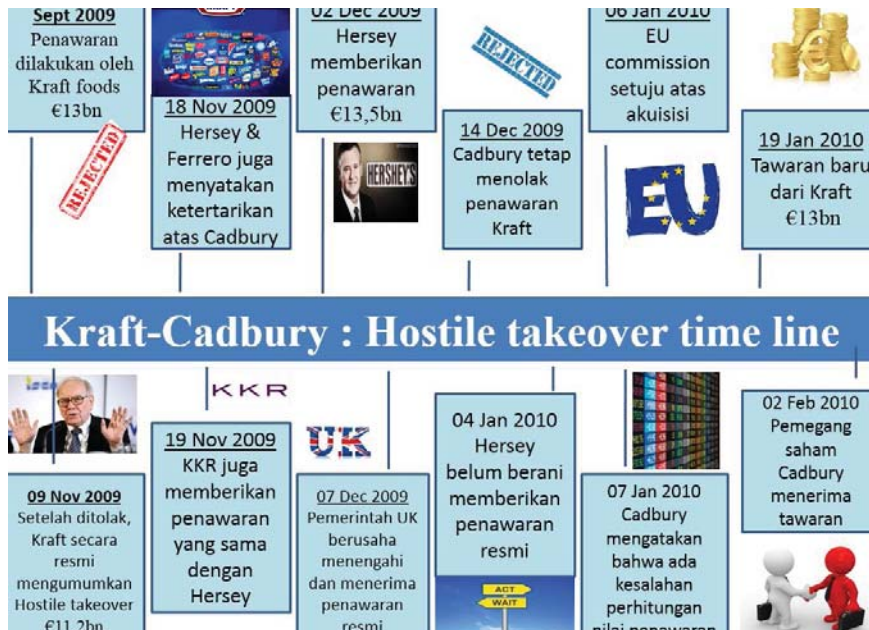 Sept 2009
Penawaran
dilakukan oleh
Kraft foods
€13bn
REJECTED
18 Nov 2009
Hersey &
Ferrero juga
menyatakan
ketertarikan
atas Cadbury
02 Dec 2009
Hersey
memberikan
penawaran
€13,5bn
HERSHEY'S
REJECTED
14 Dec 2009
Cadbury tetap
menolak
penawaran
Kraft
06 Jan 2010
EU
commission
setuju atas
akuisisi
EU
19 Jan 2010
Tawaran baru
dari Kraft
€13bn
Kraft-Cadbury : Hostile takeover time line
09 Nov 2009
Setelah ditolak,
Kraft secara
resmi
mengumumkan
Hostile takeover
€11,2bn
KKR
19 Nov 2009
KKR juga
memberikan
penawaran
yang sama
dengan
Hersey
UK
07 Dec 2009
Pemerintah UK
berusaha
menengahi
dan menerima
penawaran
resmi
04 Jan 2010
Hersey
belum berani
memberikan
penawaran
resmi
ACT
WAIT
07 Jan 2010
Cadbury
mengatakan
bahwa ada
kesalahan
perhitungan
nilai penawaran
02 Feb 2010
Pemegang
saham
Cadbury
menerima
tawaran